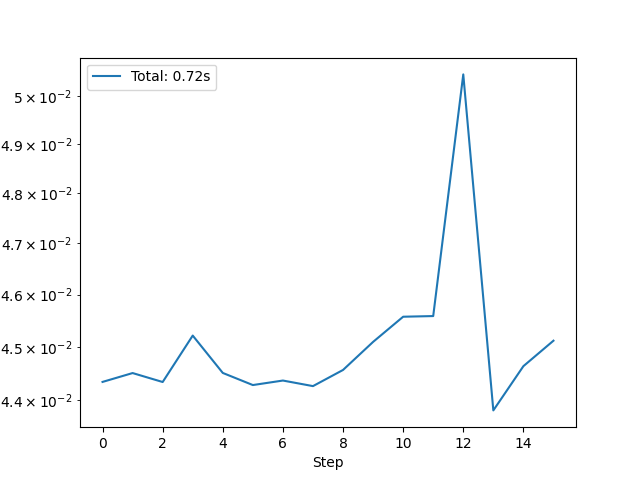 Total: 0.72s
5 × 10⁻²
4.9 × 10⁻²
4.8 × 10⁻²
4.7 × 10⁻²
4.6 × 10⁻²
4.5 × 10⁻²
4.4 × 10⁻²
0 2 4 6 8 10 12 14
Step